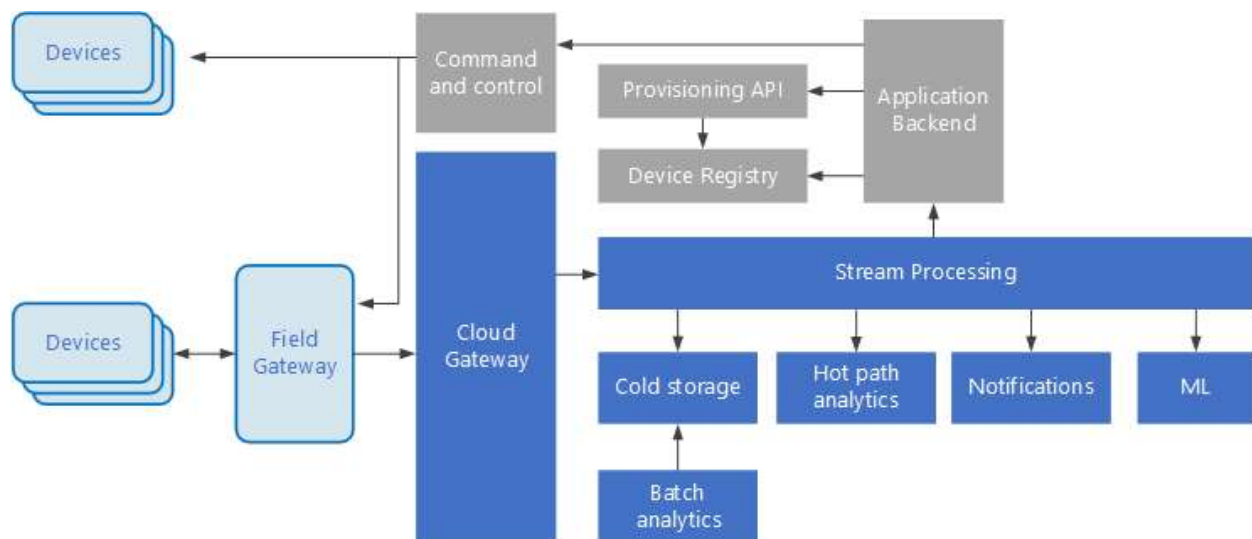 Devices
Command
and control
Provisioning API
Application
Backend
Device Registry
Stream Processing
Devices
Field
Gateway
Cloud
Gateway
Cold storage
Hot path
analytics
Notifications
ML
Batch
analytics